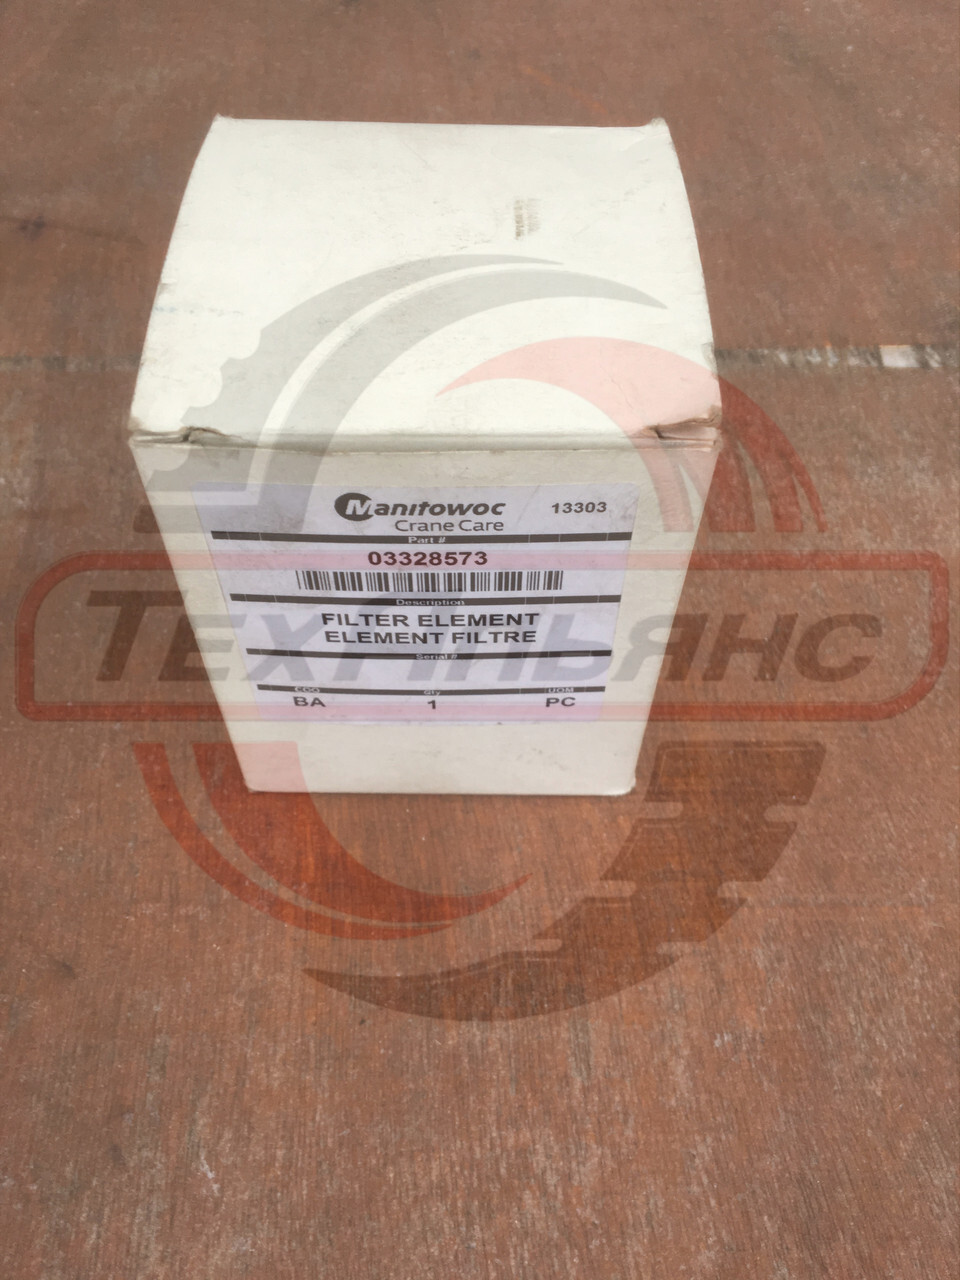 Manitowoc 13303
Crane Care
Part #
03328573
Description
FILTER ELEMENT
ELEMENT FILTRE
Serial #
COO Qty UOM
BA 1 PC
ТЕХАЛЬЯНС